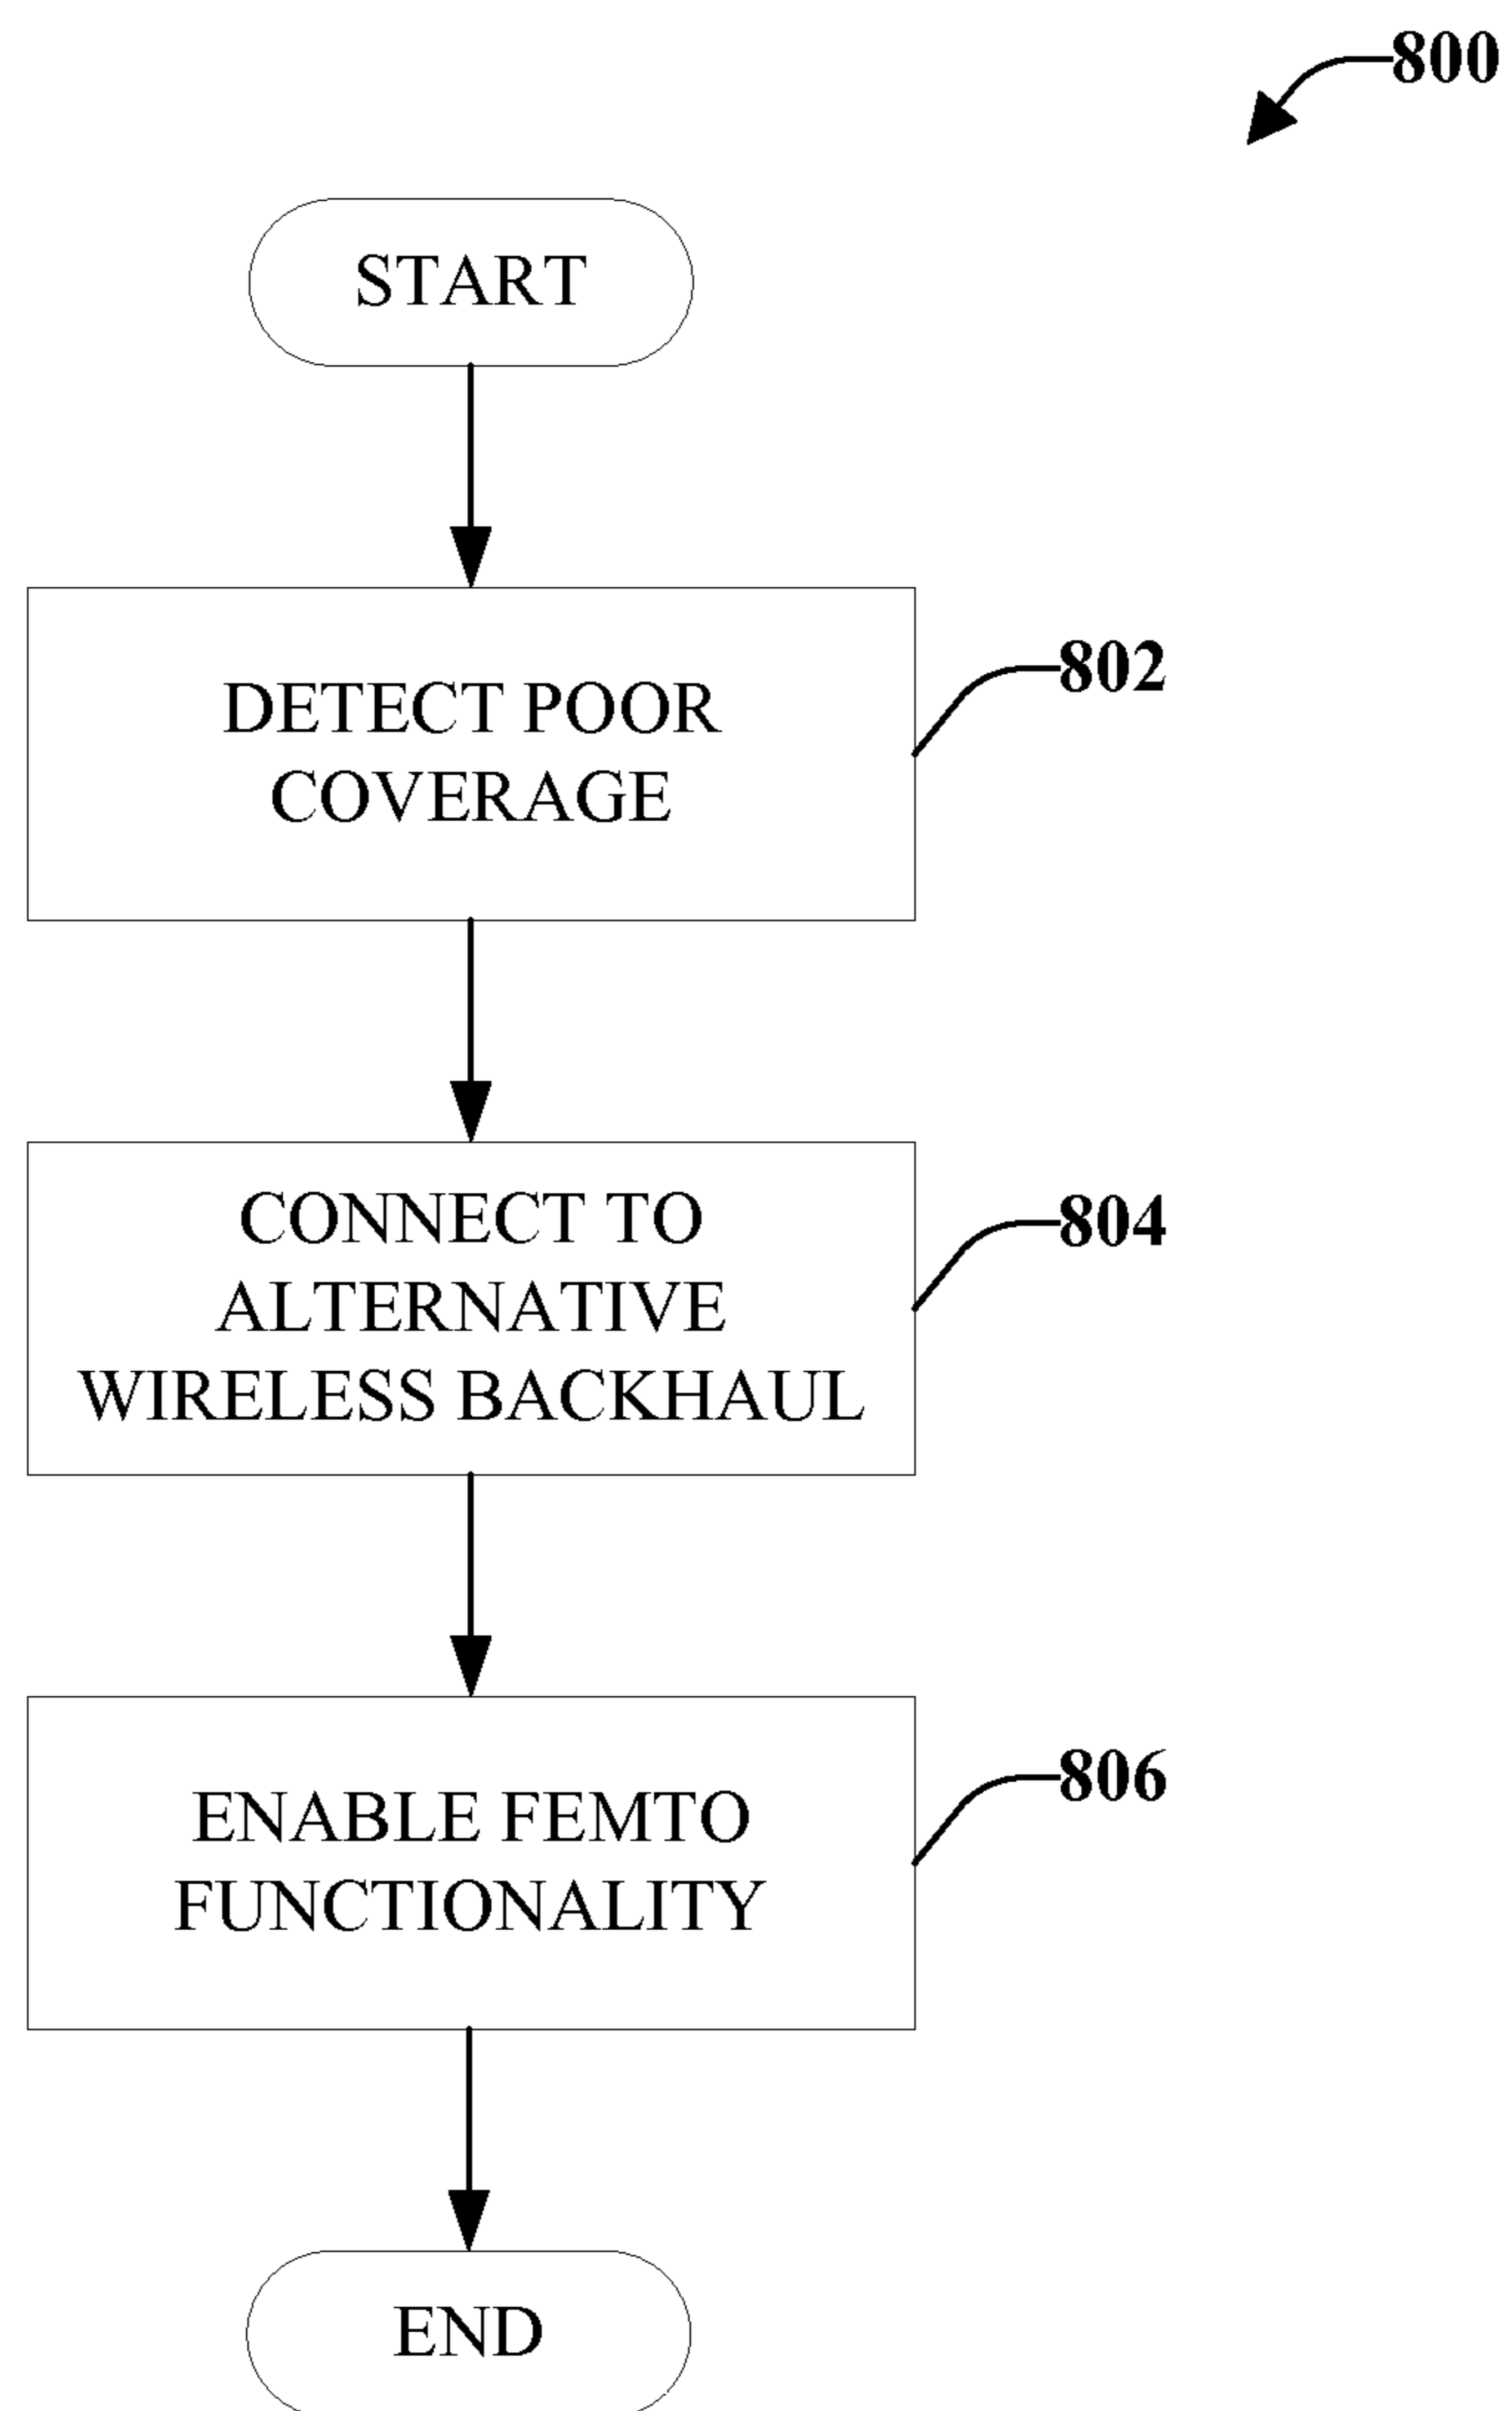 800
START
DETECT POOR
COVERAGE
802
CONNECT TO
ALTERNATIVE
WIRELESS BACKHAUL
804
ENABLE FEMTO
FUNCTIONALITY
806
END